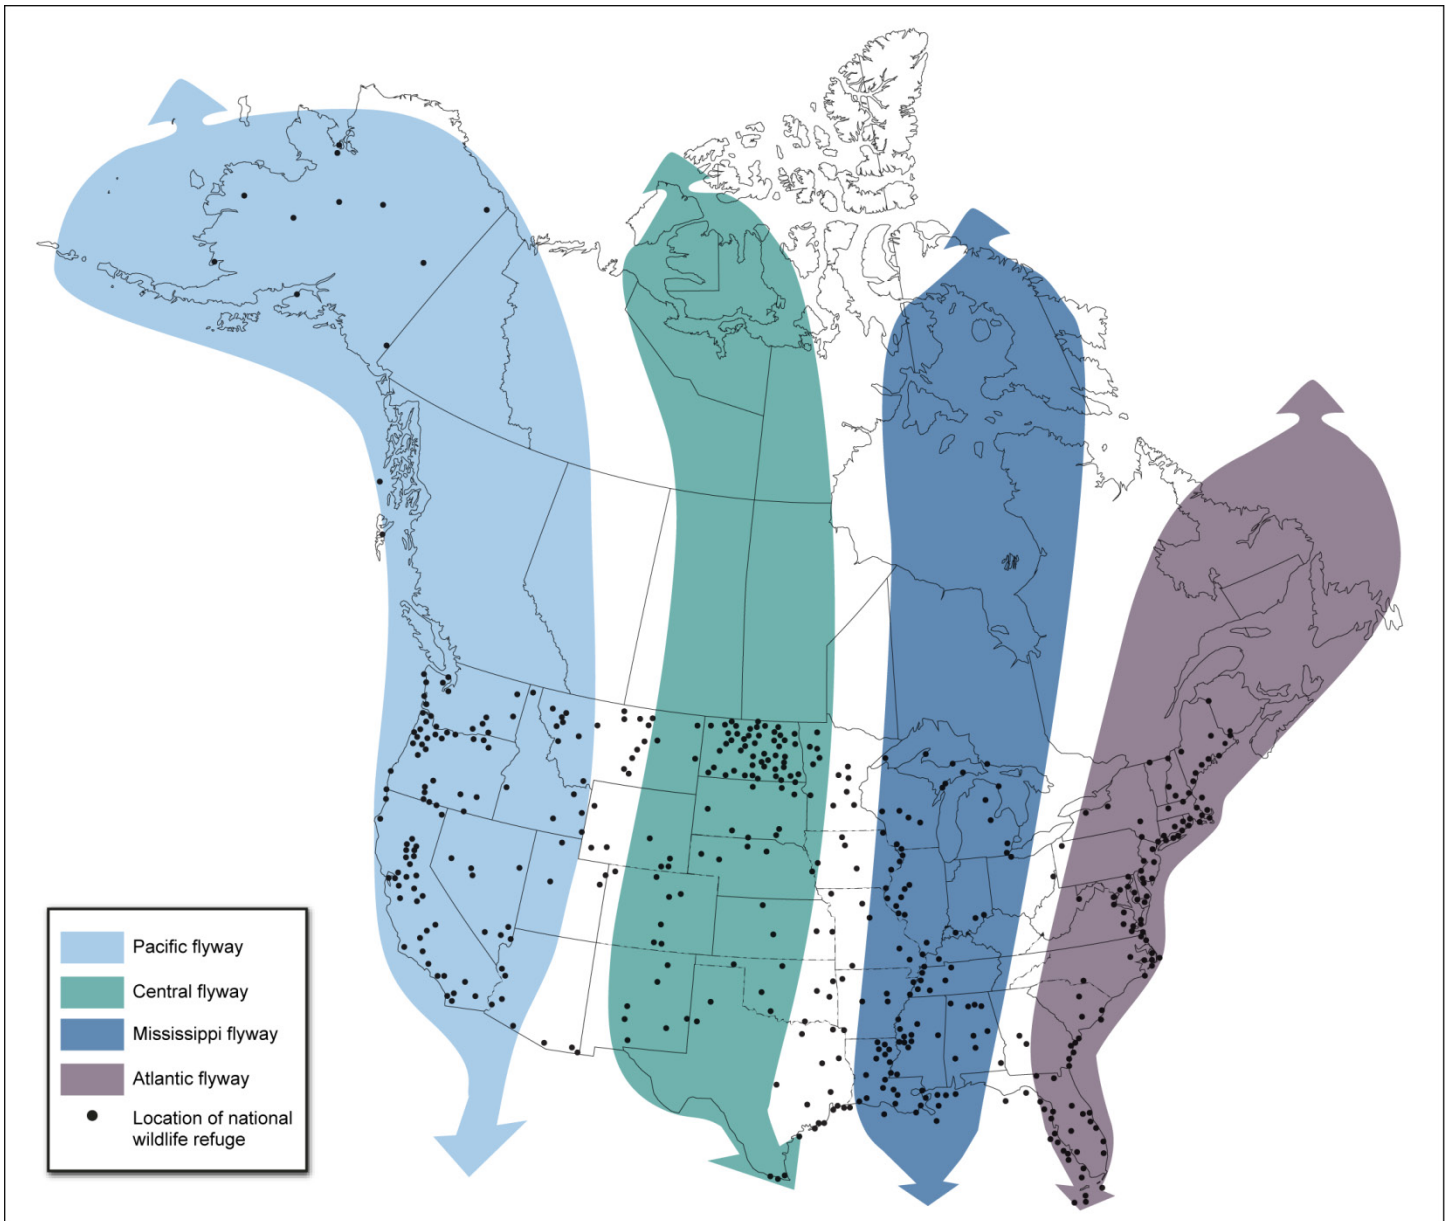 Pacific flyway
Central flyway
Mississippi flyway
Atlantic flyway
Location of national
wildlife refuge